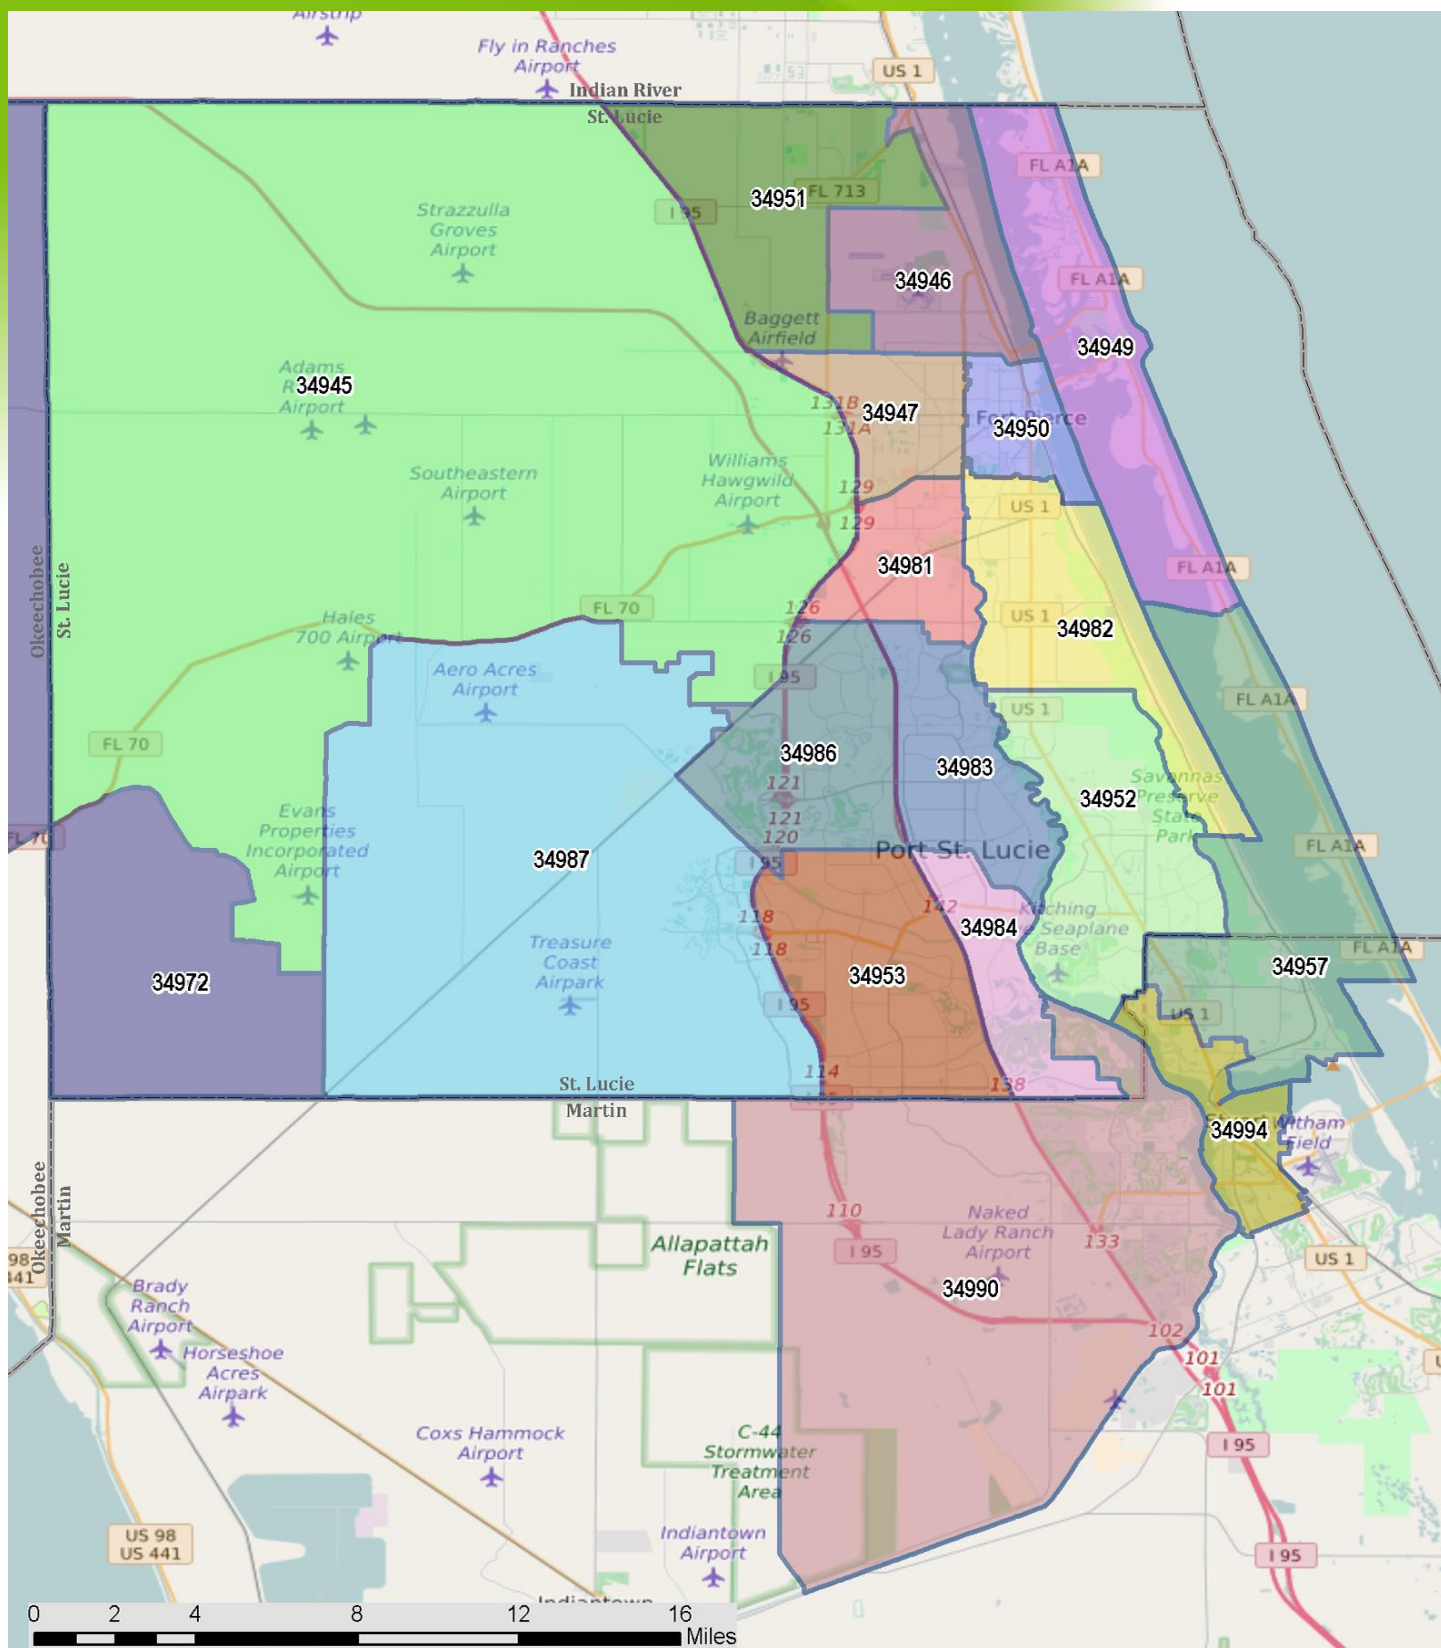 Airstrip
Fly in Ranches
Airport
US 1
53
Indian River
St. Lucie
FL A1A
34951
FL 713
I 95
Strazzulla
Groves
Airport
34946
FL A1A
Baggett
Airfield
34949
Adams
Airport
34945
131B
131A
34947
Fort Pierce
34950
Southeastern
Airport
Williams
Hawgwild
Airport
129
129
US 1
34981
FL A1A
Okeechobee
St. Lucie
FL 70
126
126
US 1
34982
Hales
700 Airport
Aero Acres
Airport
I 95
US 1
FL A1A
FL 70
34986
34983
121
121
120
Savannas
Preserve
State
Park
34952
Evans
Properties
Incorporated
Airport
FL 70
34987
I 95
Port St. Lucie
FL A1A
118
118
142
34984
Kitching
Seaplane
Base
FL A1A
Treasure
Coast
Airpark
34972
34953
34957
I 95
US 1
114
138
I 95
St. Lucie
Martin
34994
Witham
Field
Okeechobee
Martin
110
I 95
Naked
Lady Ranch
Airport
133
Allapattah
Flats
US 1
34990
Brady
Ranch
Airport
102
101
101
Horseshoe
Acres
Airpark
Coxs Hammock
Airport
C-44
Stormwater
Treatment
Area
I 95
US 98
US 441
Indiantown
Airport
I 95
Indiantown
0 2 4 8 12 16
Miles